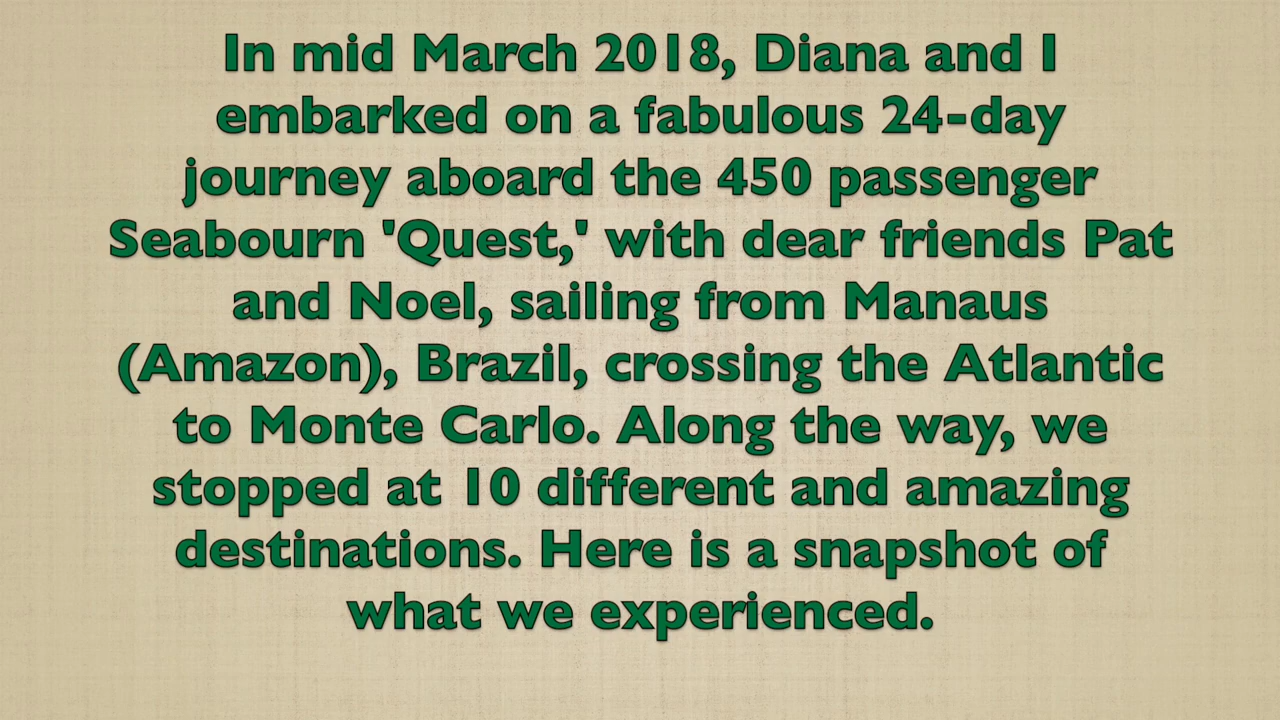 In mid March 2018, Diana and I
embarked on a fabulous 24-day
journey aboard the 450 passenger
Seabourn 'Quest,' with dear friends Pat
and Noel, sailing from Manaus
(Amazon), Brazil, crossing the Atlantic
to Monte Carlo. Along the way, we
stopped at 10 different and amazing
destinations. Here is a snapshot of
what we experienced.